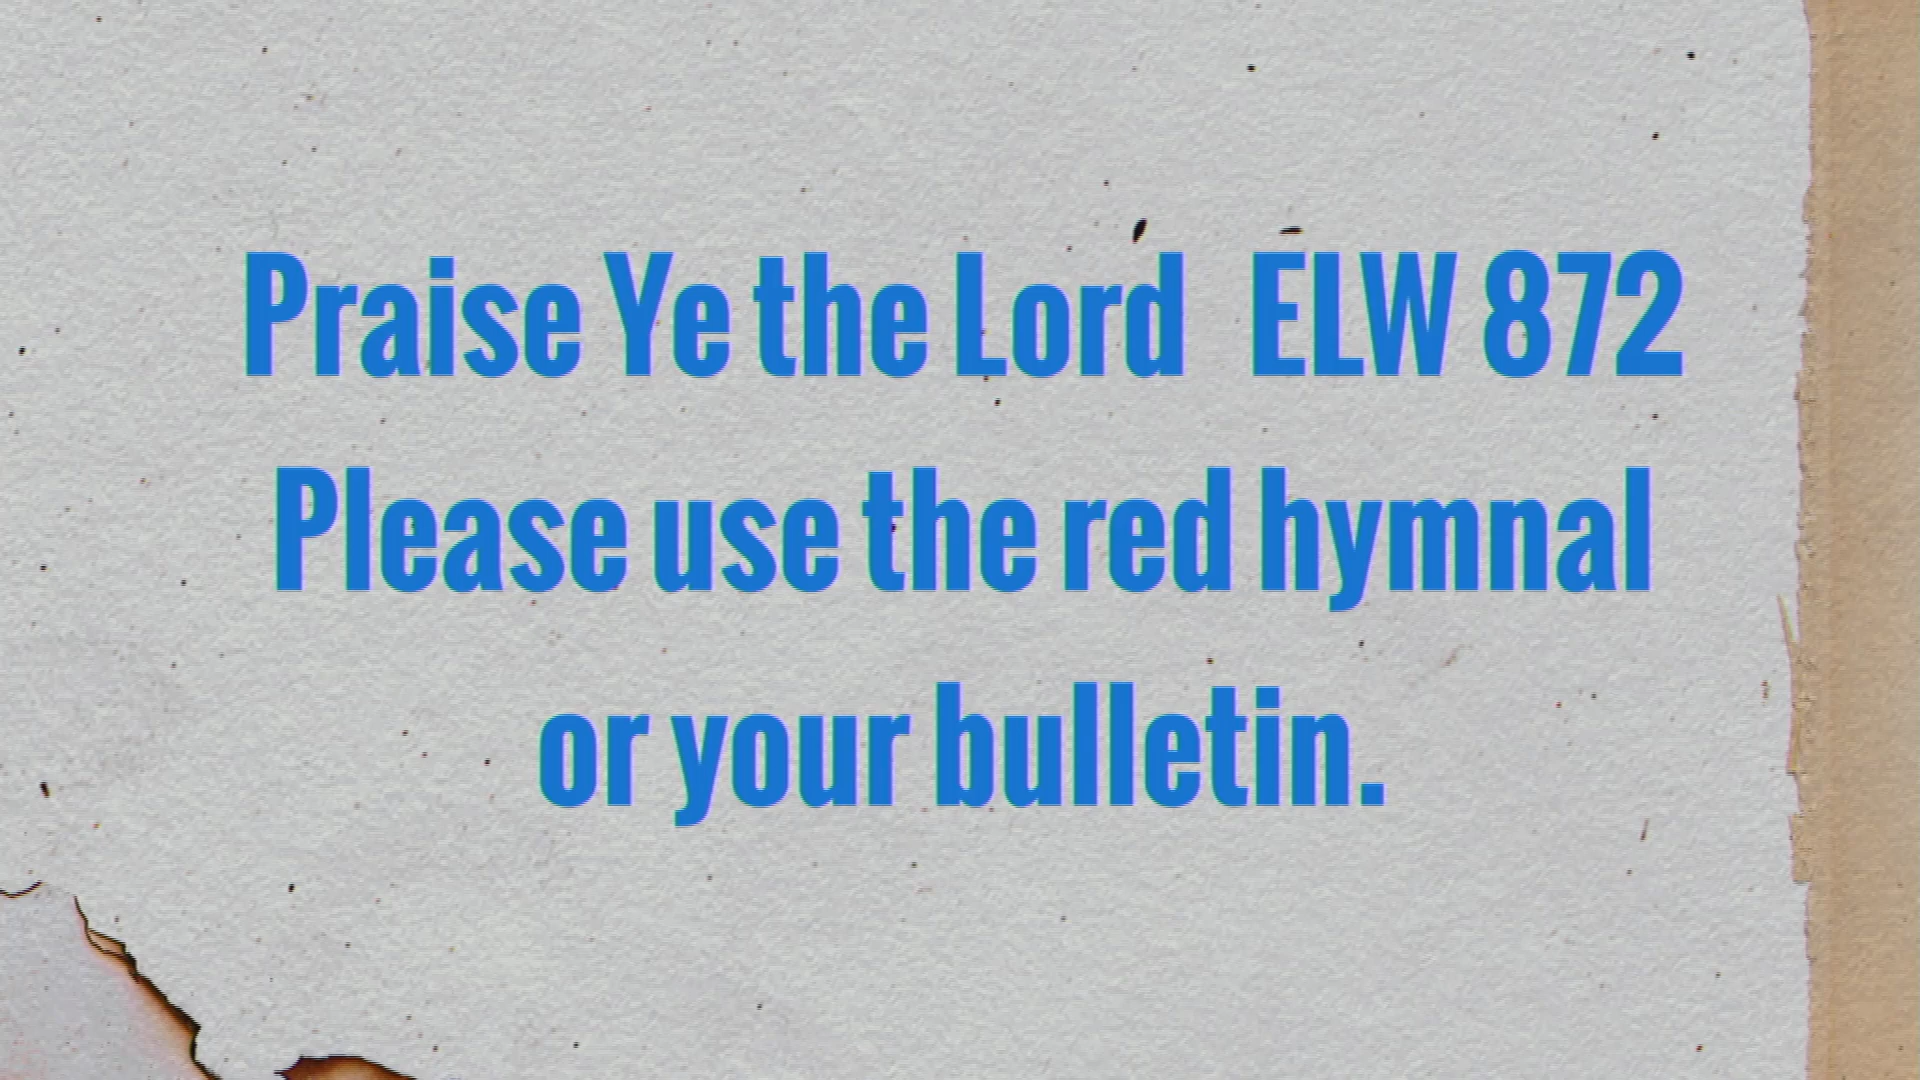 Praise Ye the Lord ELW 872
Please use the red hymnal
or your bulletin.